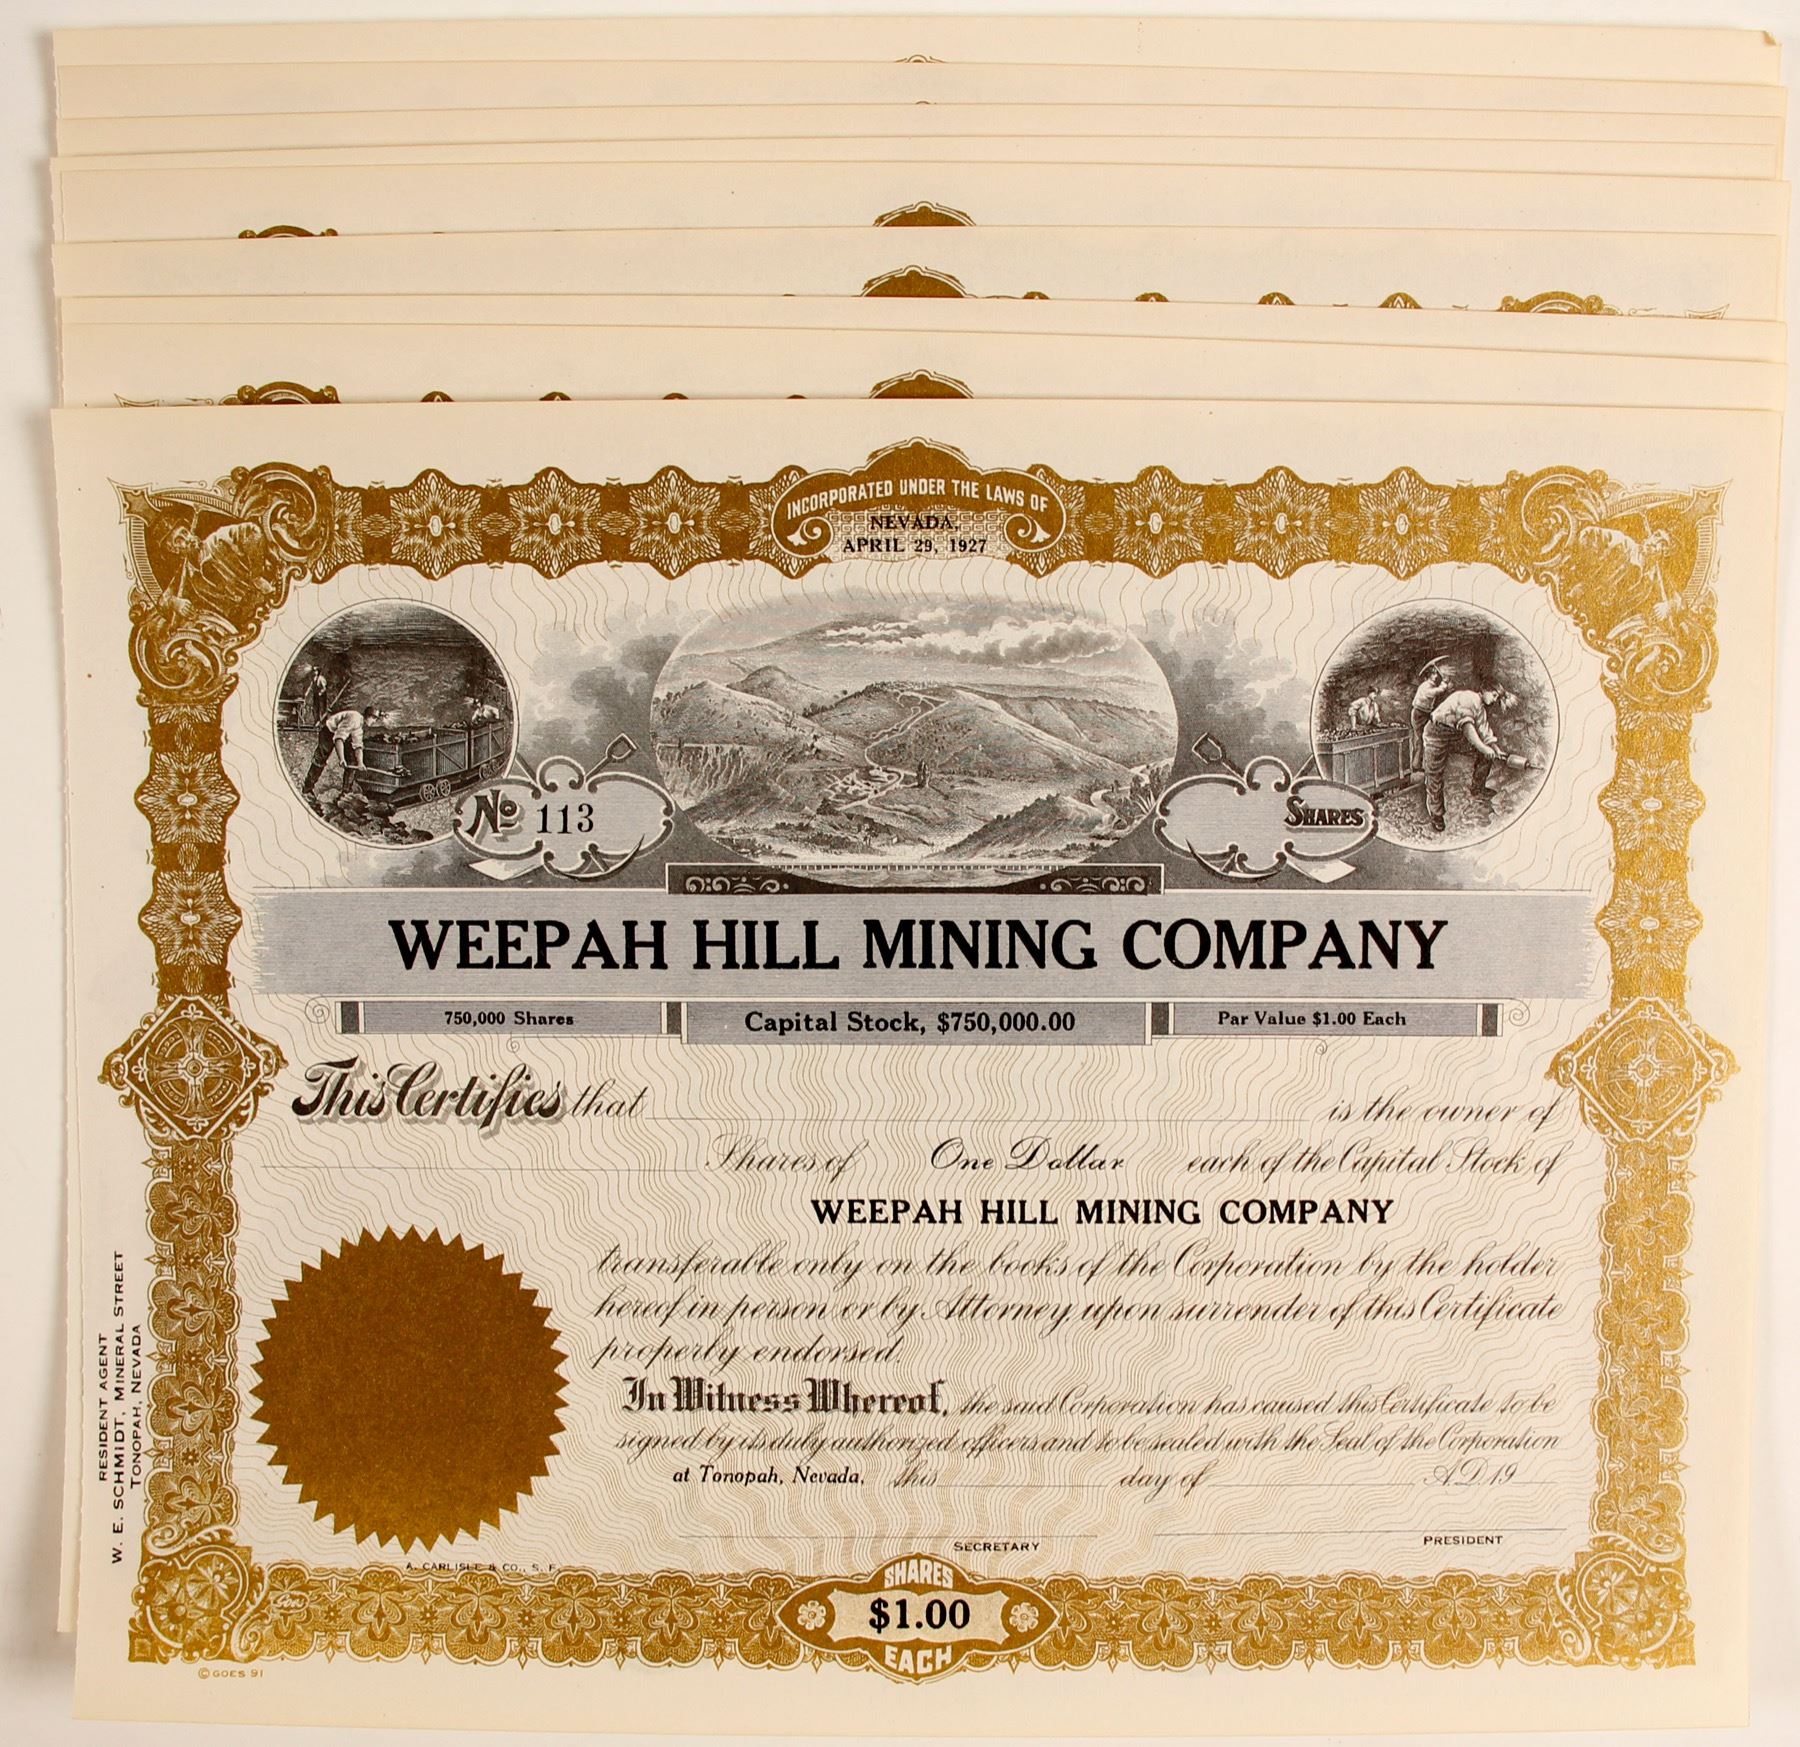 INCORPORATED UNDER THE LAWS OF
NEVADA,
APRIL 29, 1927
No 113
SHARES
WEEPAH HILL MINING COMPANY
750,000 Shares
Capital Stock, $750,000.00
Par Value $1.00 Each
This Certifies that is the owner of
Shares of One Dollar each of the Capital Stock of
WEEPAH HILL MINING COMPANY
transferable only on the books of the Corporation by the holder
hereof in person or by Attorney, upon surrender of this Certificate
properly endorsed.
In Witness Whereof, the said Corporation has caused this Certificate to be
signed by its duly authorized officers and to be sealed with the Seal of the Corporation
at Tonopah, Nevada, this day of A.D. 19
SECRETARY
PRESIDENT
RESIDENT AGENT
W. E. SCHMIDT, MINERAL STREET
TONOPAH, NEVADA
A. CARLISLE & CO., S. F.
Goes
SHARES
$1.00
EACH
© GOES 91